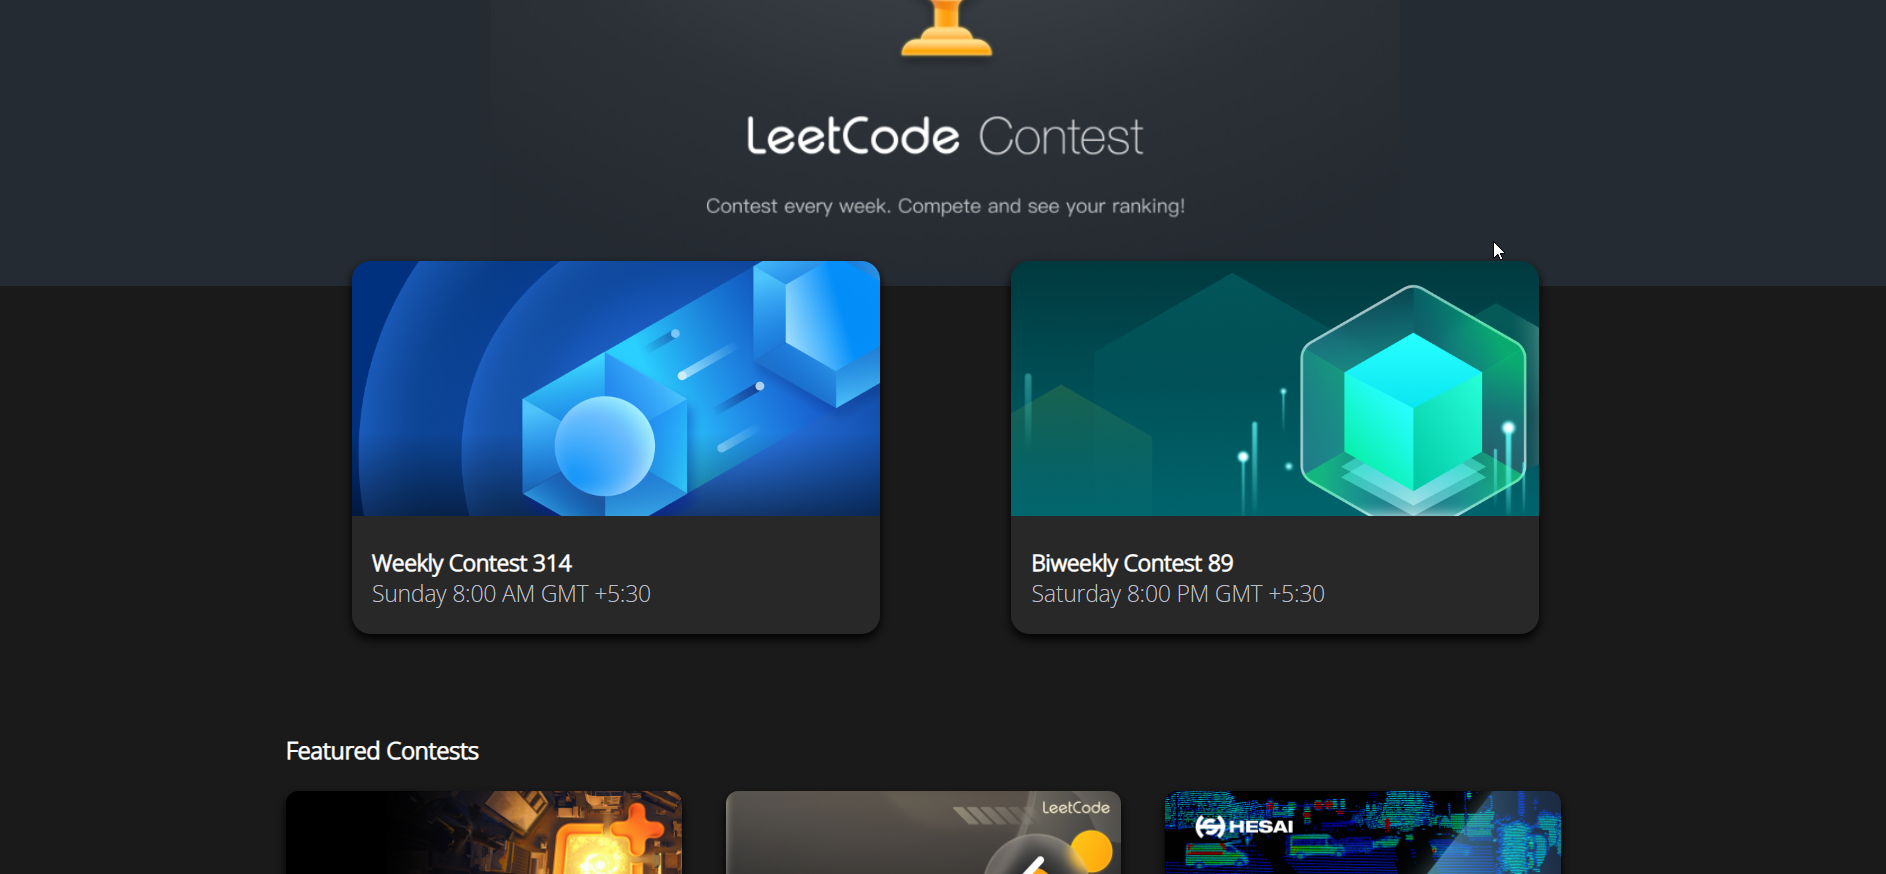 LeetCode Contest
Contest every week. Compete and see your ranking!
Weekly Contest 314
Sunday 8:00 AM GMT +5:30
Biweekly Contest 89
Saturday 8:00 PM GMT +5:30
Featured Contests
LeetCode
HESAI